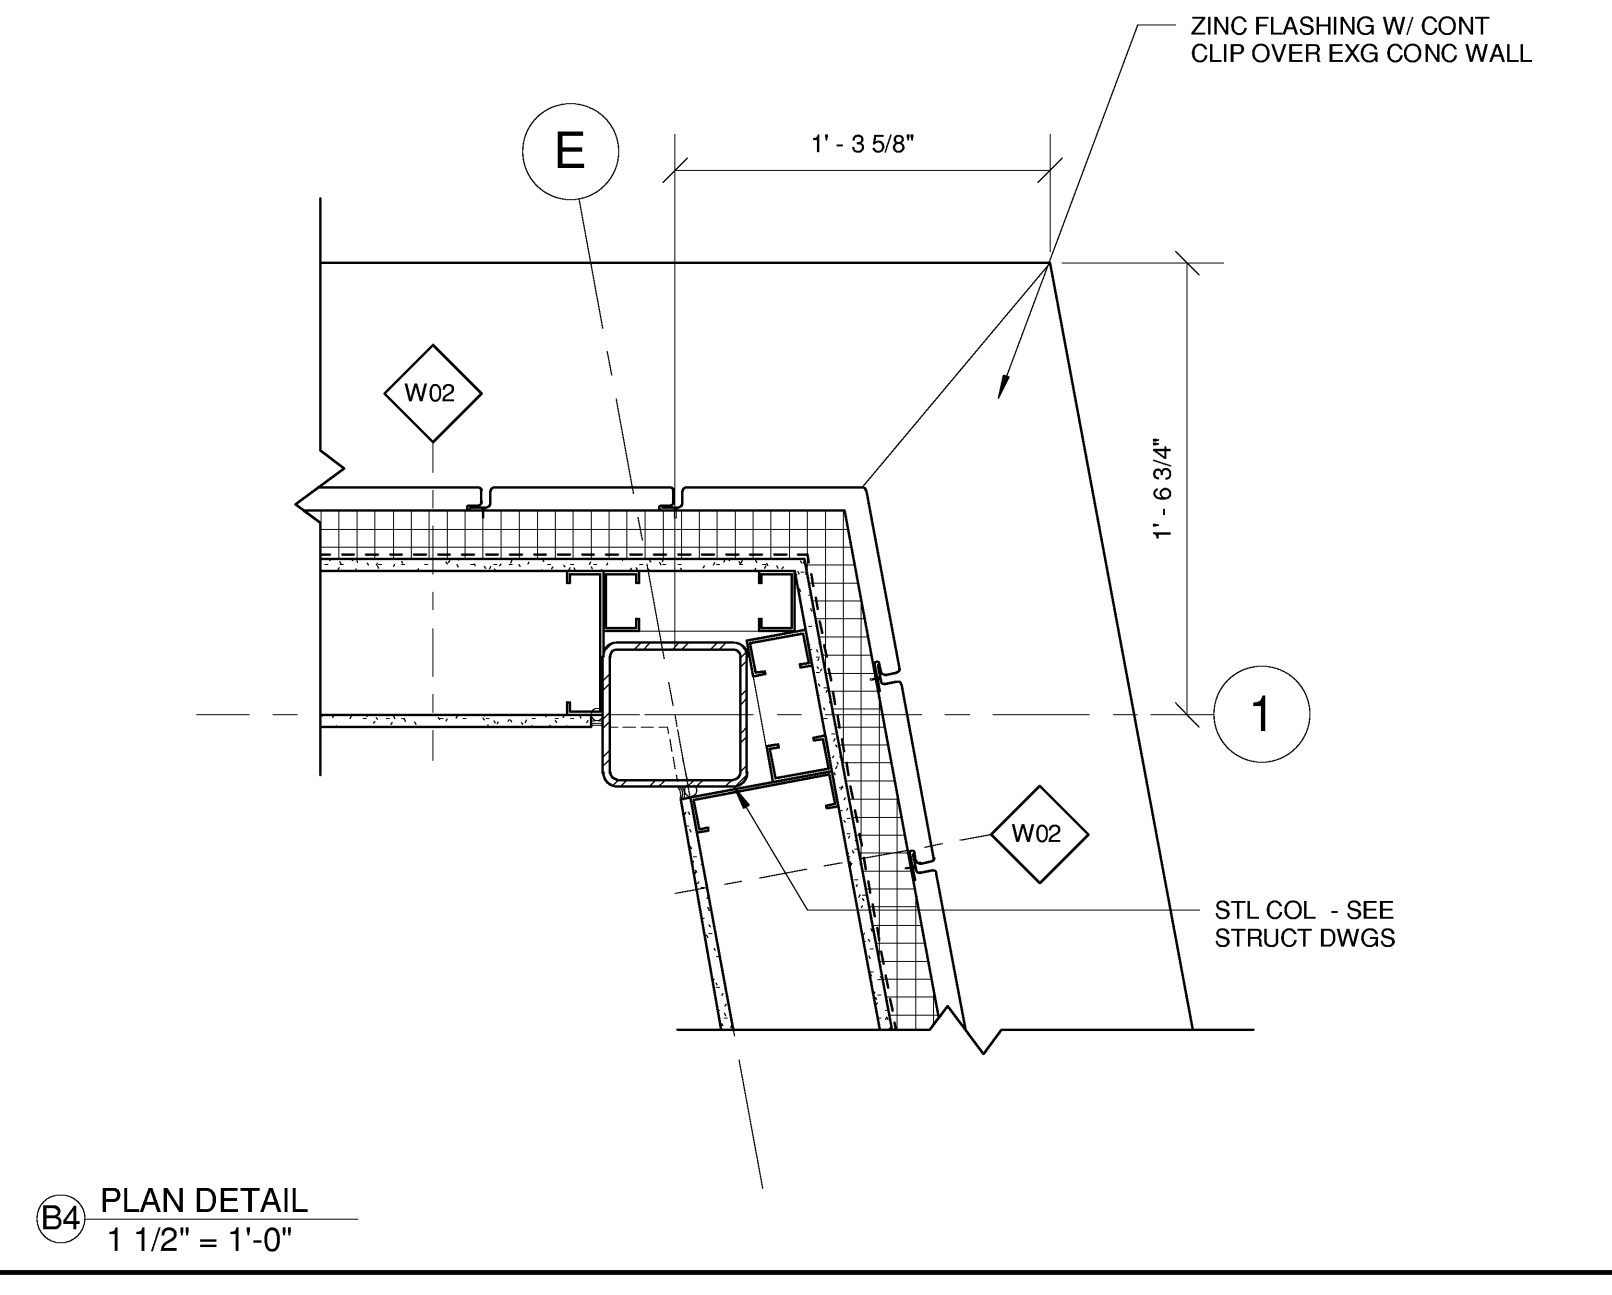 ZINC FLASHING W/ CONT
CLIP OVER EXG CONC WALL
E
1' - 3 5/8"
W02
1' - 6 3/4"
1
W02
STL COL - SEE
STRUCT DWGS
B4
PLAN DETAIL
1 1/2" = 1'-0"